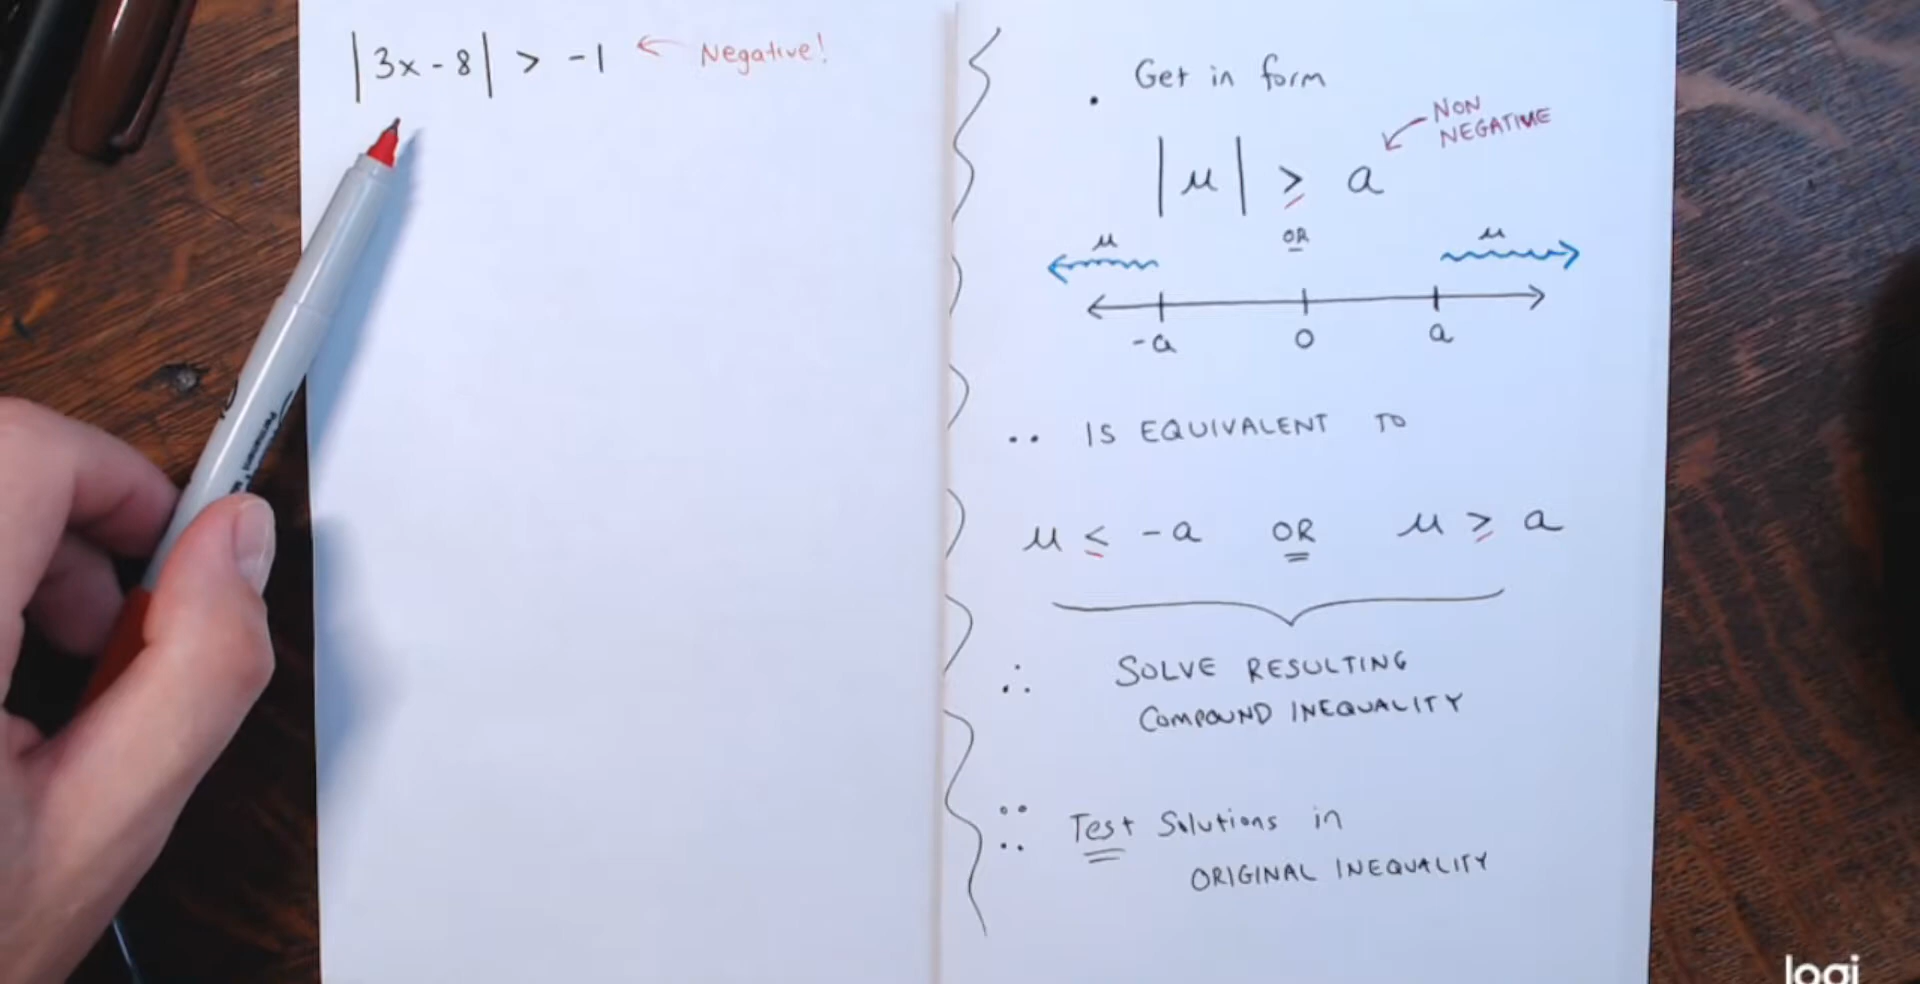 |3x - 8| > -1 ← Negative!
. Get in form
NON
NEGATIVE
|μ| ≥ a
OR
μ μ
-a 0 a
.. IS EQUIVALENT TO
μ ≤ -a OR μ ≥ a
∴ SOLVE RESULTING
COMPOUND INEQUALITY
:: Test Solutions in
ORIGINAL INEQUALITY
logi